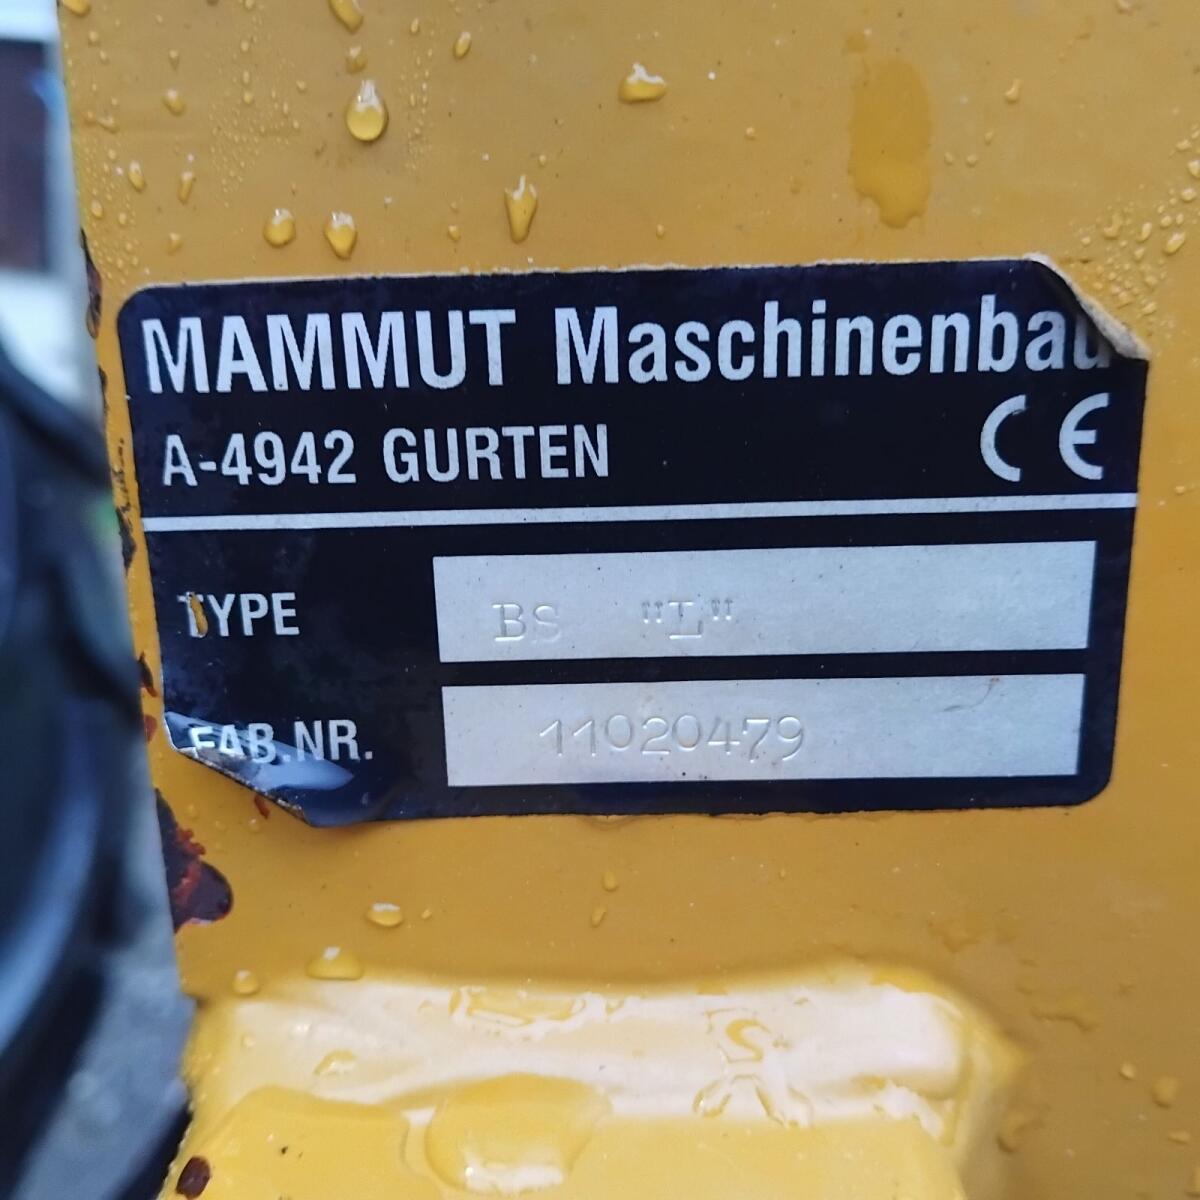 MAMMUT Maschinenbau
A-4942 GURTEN CE
TYPE BS "L"
FAB.NR. 11020479